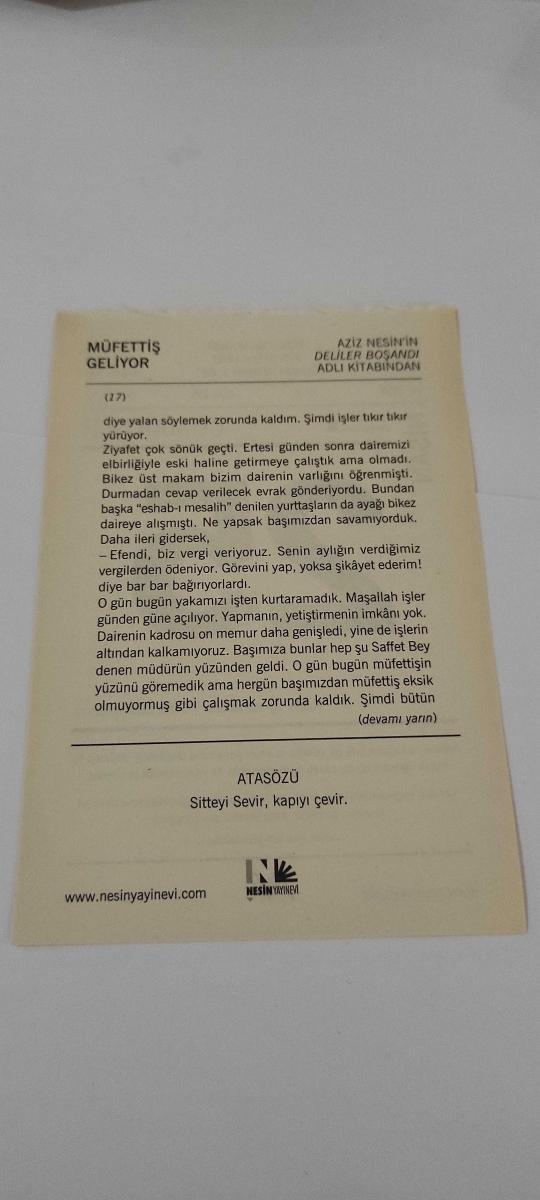 MÜFETTİŞ
GELİYOR
AZİZ NESİN'İN
DELİLER BOŞANDI
ADLI KİTABINDAN
(17)
diye yalan söylemek zorunda kaldım. Şimdi işler tıkır tıkır
yürüyor.
Ziyafet çok sönük geçti. Ertesi günden sonra dairemizi
elbirliğiyle eski haline getirmeye çalıştık ama olmadı.
Bikez üst makam bizim dairenin varlığını öğrenmişti.
Durmadan cevap verilecek evrak gönderiyordu. Bundan
başka "eshab-ı mesalih" denilen yurttaşların da ayağı bikez
daireye alışmıştı. Ne yapsak başımızdan savamıyorduk.
Daha ileri gidersek,
– Efendi, biz vergi veriyoruz. Senin aylığın verdiğimiz
vergilerden ödeniyor. Görevini yap, yoksa şikâyet ederim!
diye bar bar bağırıyorlardı.
O gün bugün yakamızı işten kurtaramadık. Maşallah işler
günden güne açılıyor. Yapmanın, yetiştirmenin imkânı yok.
Dairenin kadrosu on memur daha genişledi, yine de işlerin
altından kalkamıyoruz. Başımıza bunlar hep şu Saffet Bey
denen müdürün yüzünden geldi. O gün bugün müfettişin
yüzünü göremedik ama hergün başımızdan müfettiş eksik
olmuyormuş gibi çalışmak zorunda kaldık. Şimdi bütün
(devamı yarın)
ATASÖZÜ
Sitteyi Sevir, kapıyı çevir.
www.nesinyayinevi.com
NESİN YAYINEVİ